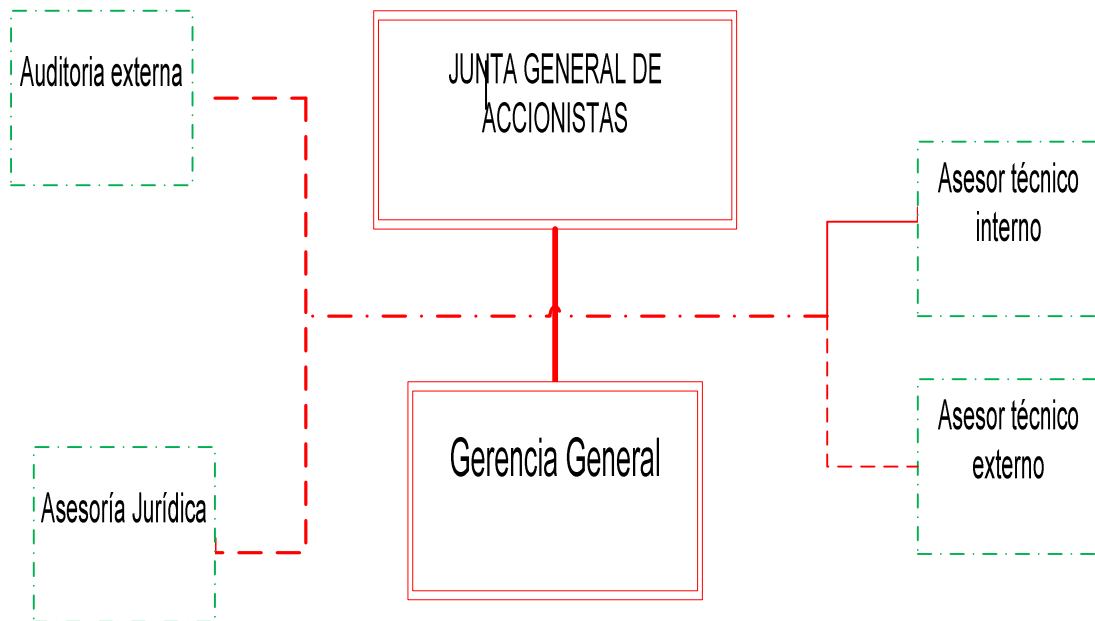 Auditoria externa
JUNTA GENERAL DE
ACCIONISTAS
Asesor técnico
interno
Asesor técnico
externo
Gerencia General
Asesoría Jurídica